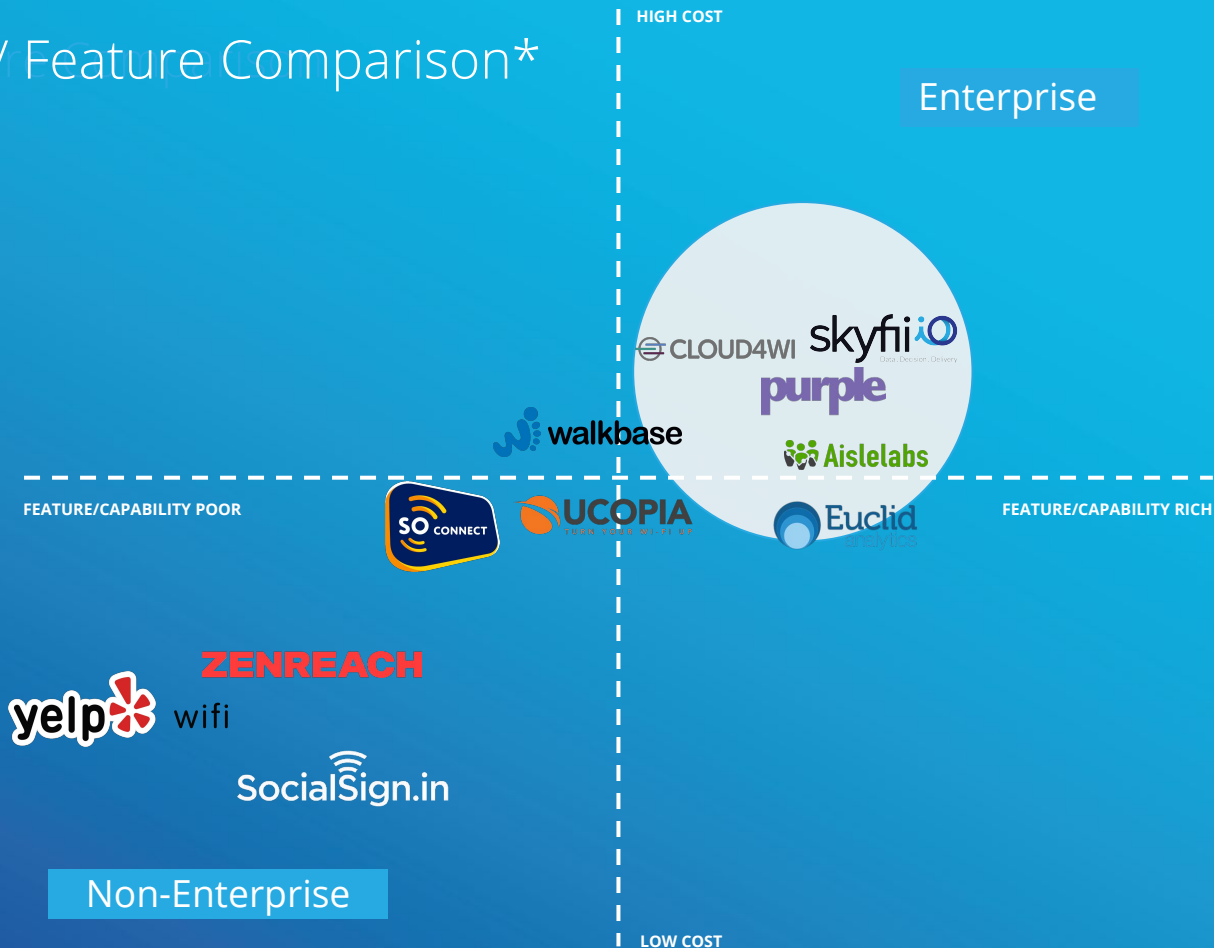 HIGH COST
/ Feature Comparison*
Enterprise
skyfii iO
Data. Decision. Delivery
CLOUD4WI
purple
walkbase
Aislelabs
FEATURE/CAPABILITY POOR
FEATURE/CAPABILITY RICH
SO CONNECT
UCOPIA
Euclid
analytics
ZENREACH
yelp wifi
SocialSign.in
Non-Enterprise
LOW COST